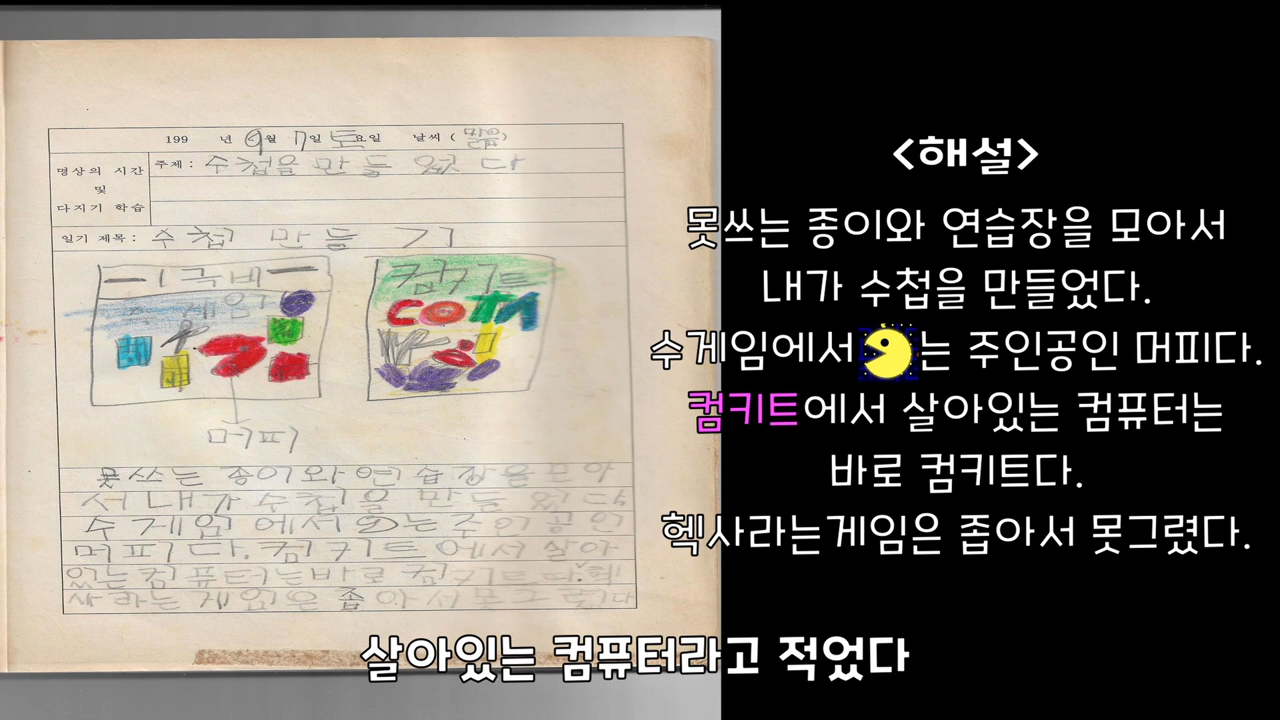 199 년 9월 7일 토요일 날씨 ( 맑음 )
명상의 시간
및
다지기 학습
주제 : 수첩을 만들었다
일기 제목 : 수첩 만들기
수게임
컴키트
COM
머피
못쓰는 종이와 연습장을 모아
서 내가 수첩을 만들었다
수게임에서 는 주인공인
머피다. 컴키트에서 살아
있는 컴퓨터는 바로 컴키트다. 헥
사라는 게임은 좁아서 못그렸다
<해설>
못쓰는 종이와 연습장을 모아서
내가 수첩을 만들었다.
수게임에서 는 주인공인 머피다.
컴키트에서 살아있는 컴퓨터는
바로 컴키트다.
헥사라는게임은 좁아서 못그렸다.
살아있는 컴퓨터라고 적었다